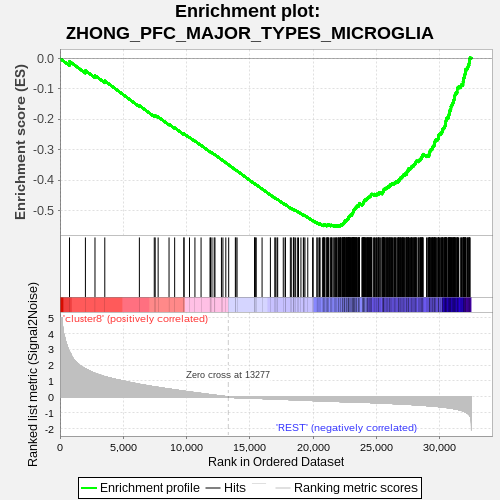 Enrichment plot:
ZHONG_PFC_MAJOR_TYPES_MICROGLIA
Enrichment score (ES)
0.0
-0.1
-0.2
-0.3
-0.4
-0.5
Ranked list metric (Signal2Noise)
5
4
3
2
1
0
-1
-2
'cluster8' (positively correlated)
Zero cross at 13277
'REST' (negatively correlated)
0
5,000
10,000
15,000
20,000
25,000
30,000
Rank in Ordered Dataset
Enrichment profile
Hits
Ranking metric scores